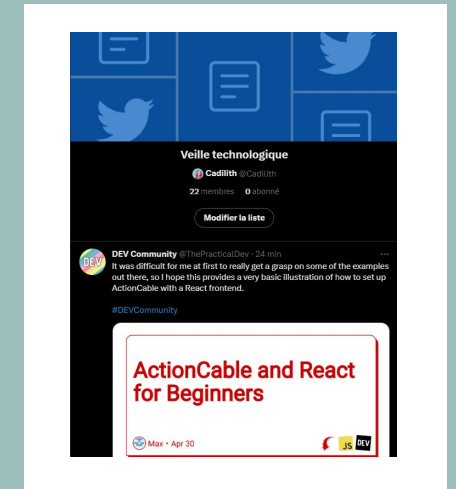 Veille technologique
Cadilith @Cadilith
22 membres 0 abonné
Modifier la liste
DEV Community @ThePracticalDev · 24 min
It was difficult for me at first to really get a grasp on some of the examples
out there, so I hope this provides a very basic illustration of how to set up
ActionCable with a React frontend.
#DEVCommunity
ActionCable and React
for Beginners
Max • Apr 30
JS DEV
DEV